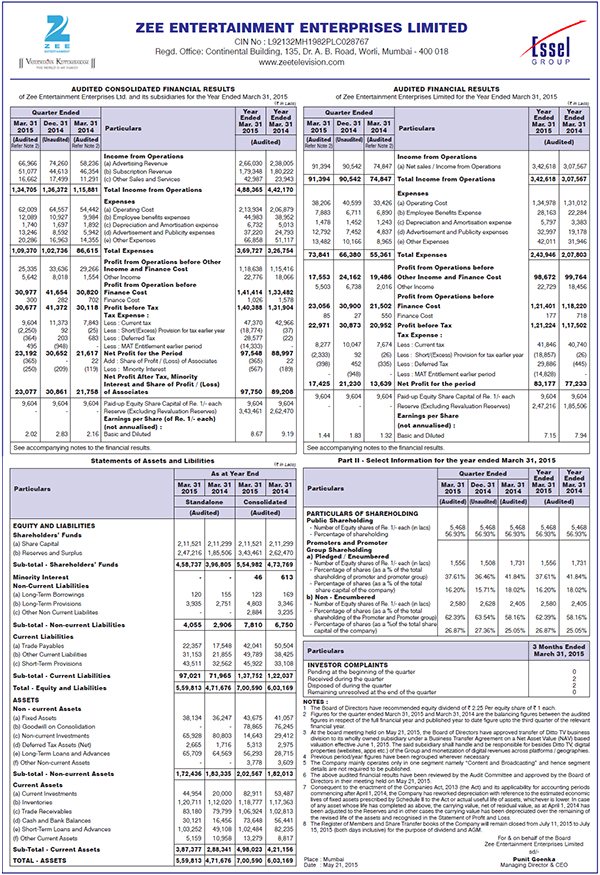 ZEE
ZEE ENTERTAINMENT ENTERPRISES LIMITED
CIN No : L92132MH1982PLC028767
Regd. Office: Continental Building, 135, Dr. A. B. Road, Worli, Mumbai - 400 018
www.zeetelevision.com
VASUDHAIVA KUTUMBAKAM
THE WORLD IS MY FAMILY
Essel
GROUP
AUDITED CONSOLIDATED FINANCIAL RESULTS
of Zee Entertainment Enterprises Ltd. and its subsidiaries for the Year Ended March 31, 2015
(₹ in Lacs)
Quarter Ended Particulars Year Ended Mar. 31 2015 Year Ended Mar. 31 2014
Mar. 31 2015 Dec. 31 2014 Mar. 31 2014
(Audited Refer Note 2) (Unaudited) (Audited Refer Note 2) (Audited)
Income from Operations
66,966 74,260 58,236 (a) Advertising Revenue 2,66,030 2,38,005
51,077 44,613 46,354 (b) Subscription Revenue 1,79,348 1,80,222
16,662 17,499 11,291 (c) Other Sales and Services 42,987 23,943
1,34,705 1,36,372 1,15,881 Total Income from Operations 4,88,365 4,42,170
Expenses
62,009 64,557 54,442 (a) Operating Cost 2,13,934 2,06,879
12,089 10,927 9,984 (b) Employee benefits expenses 44,983 38,952
1,740 1,697 1,892 (c) Depreciation and Amortisation expense 6,732 5,013
13,246 8,592 5,942 (d) Advertisement and Publicity expenses 37,220 24,793
20,286 16,963 14,355 (e) Other Expenses 66,858 51,117
1,09,370 1,02,736 86,615 Total Expenses 3,69,727 3,26,754
Profit from Operations before Other
25,335 33,636 29,266 Income and Finance Cost 1,18,638 1,15,416
5,642 8,018 1,554 Other Income 22,776 18,066
Profit from Operation before
30,977 41,654 30,820 Finance Cost 1,41,414 1,33,482
300 282 702 Finance Cost 1,026 1,578
30,677 41,372 30,118 Profit before Tax 1,40,388 1,31,904
Tax Expense :
9,604 11,373 7,843 Less : Current tax 47,370 42,966
(2,250) 92 (25) Less : Short/(Excess) Provision for tax earlier year (18,774) (37)
(364) 203 683 Less : Deferred Tax 28,577 (22)
495 (948) - Less : MAT Entitlement earlier period (14,333) -
23,192 30,652 21,617 Net Profit for the Period 97,548 88,997
(365) - 22 Add : Share of Profit / (Loss) of Associates (365) 22
(250) (209) (119) Less : Minority Interest (567) (189)
Net Profit After Tax, Minority
Interest and Share of Profit / (Loss)
23,077 30,861 21,758 of Associates 97,750 89,208
9,604 9,604 9,604 Paid-up Equity Share Capital of Re. 1/- each 9,604 9,604
- - - Reserve (Excluding Revaluation Reserves) 3,43,461 2,62,470
Earnings per Share (of Re. 1/- each)
(not annualised) :
2.02 2.83 2.16 Basic and Diluted 8.67 9.19
See accompanying notes to the financial results.
AUDITED FINANCIAL RESULTS
of Zee Entertainment Enterprises Limited for the Year Ended March 31, 2015
(₹ in Lacs)
Quarter Ended Particulars Year Ended Mar. 31 2015 Year Ended Mar. 31 2014
Mar. 31 2015 Dec. 31 2014 Mar. 31 2014
(Audited Refer Note 2) (Unaudited) (Audited Refer Note 2) (Audited)
Income from Operations
91,394 90,542 74,847 (a) Net sales / Income from Operations 3,42,618 3,07,567
91,394 90,542 74,847 Total Income from Operations 3,42,618 3,07,567
Expenses
38,206 40,599 33,426 (a) Operating Cost 1,34,978 1,31,012
7,883 6,711 6,890 (b) Employee Benefits Expense 28,163 22,284
1,478 1,452 1,243 (c) Depreciation and Amortisation expense 5,797 3,383
12,792 7,452 4,837 (d) Advertisement and Publicity expenses 32,997 19,178
13,482 10,166 8,965 (e) Other Expenses 42,011 31,946
73,841 66,380 55,361 Total Expenses 2,43,946 2,07,803
Profit from Operations before
17,553 24,162 19,486 Other Income and Finance Cost 98,672 99,764
5,503 6,738 2,016 Other Income 22,729 18,456
Profit from Operations before
23,056 30,900 21,502 Finance Cost 1,21,401 1,18,220
85 27 550 Finance Cost 177 718
22,971 30,873 20,952 Profit before Tax 1,21,224 1,17,502
Tax Expense :
8,277 10,047 7,674 Less : Current tax 41,846 40,740
(2,333) 92 (26) Less : Short/(Excess) Provision for tax earlier year (18,857) (26)
(398) 452 (335) Less : Deferred Tax 29,886 (445)
- (948) - Less : MAT Entitlement earlier period (14,828) -
17,425 21,230 13,639 Net Profit for the period 83,177 77,233
9,604 9,604 9,604 Paid-up Equity Share Capital of Re. 1/- each 9,604 9,604
- - - Reserve (Excluding Revaluation Reserves) 2,47,216 1,85,506
Earnings per Share
(not annualised) :
1.44 1.83 1.32 Basic and Diluted 7.15 7.94
See accompanying notes to the financial results.
Statements of Assets and Liabilities
(₹ in Lacs)
Particulars As at Year End
Mar. 31 2015 Mar. 31 2014 Mar. 31 2015 Mar. 31 2014
Standalone Consolidated
(Audited) (Audited)
EQUITY AND LIABILITIES
Shareholders' Funds
(a) Share Capital 2,11,521 2,11,299 2,11,521 2,11,299
(b) Reserves and Surplus 2,47,216 1,85,506 3,43,461 2,62,470
Sub-total - Shareholders' Funds 4,58,737 3,96,805 5,54,982 4,73,769
Minority Interest - - 46 613
Non-Current Liabilities
(a) Long-Term Borrowings 120 155 123 169
(b) Long-Term Provisions 3,935 2,751 4,803 3,346
(c) Other Non Current Liabilites - - 2,884 3,235
Sub-total - Non-Current Liabilities 4,055 2,906 7,810 6,750
Current Liabilities
(a) Trade Payables 22,357 17,548 42,041 50,504
(b) Other Current Liabilities 31,153 21,855 49,789 38,425
(c) Short-Term Provisions 43,511 32,562 45,922 33,108
Sub-total - Current Liabilities 97,021 71,965 1,37,752 1,22,037
Total - Equity and Liabilities 5,59,813 4,71,676 7,00,590 6,03,169
ASSETS
Non - current Assets
(a) Fixed Assets 38,134 36,247 43,675 41,057
(b) Goodwill on Consolidation - - 78,865 76,245
(c) Non-current Investments 65,928 80,803 14,643 29,412
(d) Deferred Tax Assets (Net) 2,665 1,716 5,313 2,975
(e) Long-Term Loans and Advances 65,709 64,569 56,293 28,715
(f) Other Non-current Assets - - 3,778 3,609
Sub-total - Non-current Assets 1,72,436 1,83,335 2,02,567 1,82,013
Current Assets
(a) Current Investments 44,954 20,000 82,911 53,487
(b) Inventories 1,20,711 1,12,020 1,18,777 1,17,363
(c) Trade Receivables 83,180 79,799 1,06,924 1,02,813
(d) Cash and Bank Balances 30,121 16,456 73,648 56,441
(e) Short-Term Loans and Advances 1,03,252 49,108 1,02,484 82,235
(f) Other Current Assets 5,159 10,958 13,279 8,817
Sub-Total - Current Assets 3,87,377 2,88,341 4,98,023 4,21,156
TOTAL - ASSETS 5,59,813 4,71,676 7,00,590 6,03,169
Part II - Select Information for the year ended March 31, 2015
Particulars Quarter Ended Year Ended Mar. 31 2015 Year Ended Mar. 31 2014
Mar. 31 2015 Dec. 31 2014 Mar. 31 2014
(Audited) (Unaudited) (Audited) (Audited)
PARTICULARS OF SHAREHOLDING
Public Shareholding
- Number of Equity shares of Re. 1/- each (in lacs) 5,468 5,468 5,468 5,468 5,468
- Percentage of shareholding 56.93% 56.93% 56.93% 56.93% 56.93%
Promoters and Promoter
Group Shareholding
a) Pledged / Encumbered
- Number of Equity shares of Re. 1/- each (in lacs) 1,556 1,508 1,731 1,556 1,731
- Percentage of shares (as a % of the total
shareholding of promoter and promoter group) 37.61% 36.46% 41.84% 37.61% 41.84%
- Percentage of shares (as a % of the total
share capital of the company) 16.20% 15.71% 18.02% 16.20% 18.02%
b) Non - Encumbered
- Number of Equity shares of Re. 1/- each (in lacs) 2,580 2,628 2,405 2,580 2,405
- Percentage of shares (as a % of the total
shareholding of the Promoter and Promoter group) 62.39% 63.54% 58.16% 62.39% 58.16%
- Percentage of shares (as a %of the total share
capital of the company) 26.87% 27.36% 25.05% 26.87% 25.05%
Particulars 3 Months Ended March 31, 2015
INVESTOR COMPLAINTS
Pending at the beginning of the quarter 0
Received during the quarter 2
Disposed of during the quarter 2
Remaining unresolved at the end of the quarter 0
NOTES :
1 The Board of Directors have recommended equity dividend of ₹ 2.25 Per equity share of ₹ 1 each.
2 Figures for the quarter ended March 31, 2015 and March 31, 2014 are the balancing figures between the audited
figures in respect of the full financial year and published year to date figure upto the third quarter of the relevant
financial year.
3 At the board meeting held on May 21, 2015, the Board of Directors have approved transfer of Ditto TV business
division to its wholly owned subsidiary under a Business Transfer Agreement on a Net Asset Value (NAV) based
valuation effective June 1, 2015. The said subsidiary shall handle and be responsible for besides Ditto TV, digital
properties (websites, apps etc.) of the Group and monetization of digital revenues across platforms / geographies.
4 Previous period/year figures have been regrouped wherever necessary.
5 The Company mainly operates only in one segment namely "Content and Broadcasting" and hence segment
details are not required to be published.
6 The above audited financial results have been reviewed by the Audit Committee and approved by the Board of
Directors in their meeting held on May 21, 2015.
7 Consequent to the enactment of the Companies Act, 2013 (the Act) and its applicability for accounting periods
commencing after April 1, 2014, the Company has reworked depreciation with reference to the estimated economic
lives of fixed assets prescribed by Schedule II to the Act or actual useful life of assets, whichever is lower. In case
of any asset whose life has completed as above, the carrying value, net of residual value, as at April 1, 2014 has
been adjusted to the Reserves and in other cases the carrying value has been depreciated over the remaining of
the revised life of the assets and recognised in the Statement of Profit and Loss.
8 The Register of Members and Share Transfer books of the Company will remain closed from July 11, 2015 to July
15, 2015 (both days inclusive) for the purpose of dividend and AGM.
For & on behalf of the Board
Zee Entertainment Enterprises Ltd
sd/-
Place : Mumbai Punit Goenka
Date : May 21, 2015 Managing Director & CEO